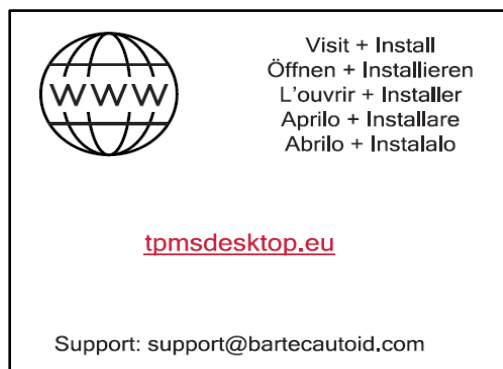 WWW
Visit + Install
Öffnen + Installieren
L'ouvrir + Installer
Aprilo + Installare
Abrilo + Instalalo
tpmsdesktop.eu
Support: support@bartecautoid.com